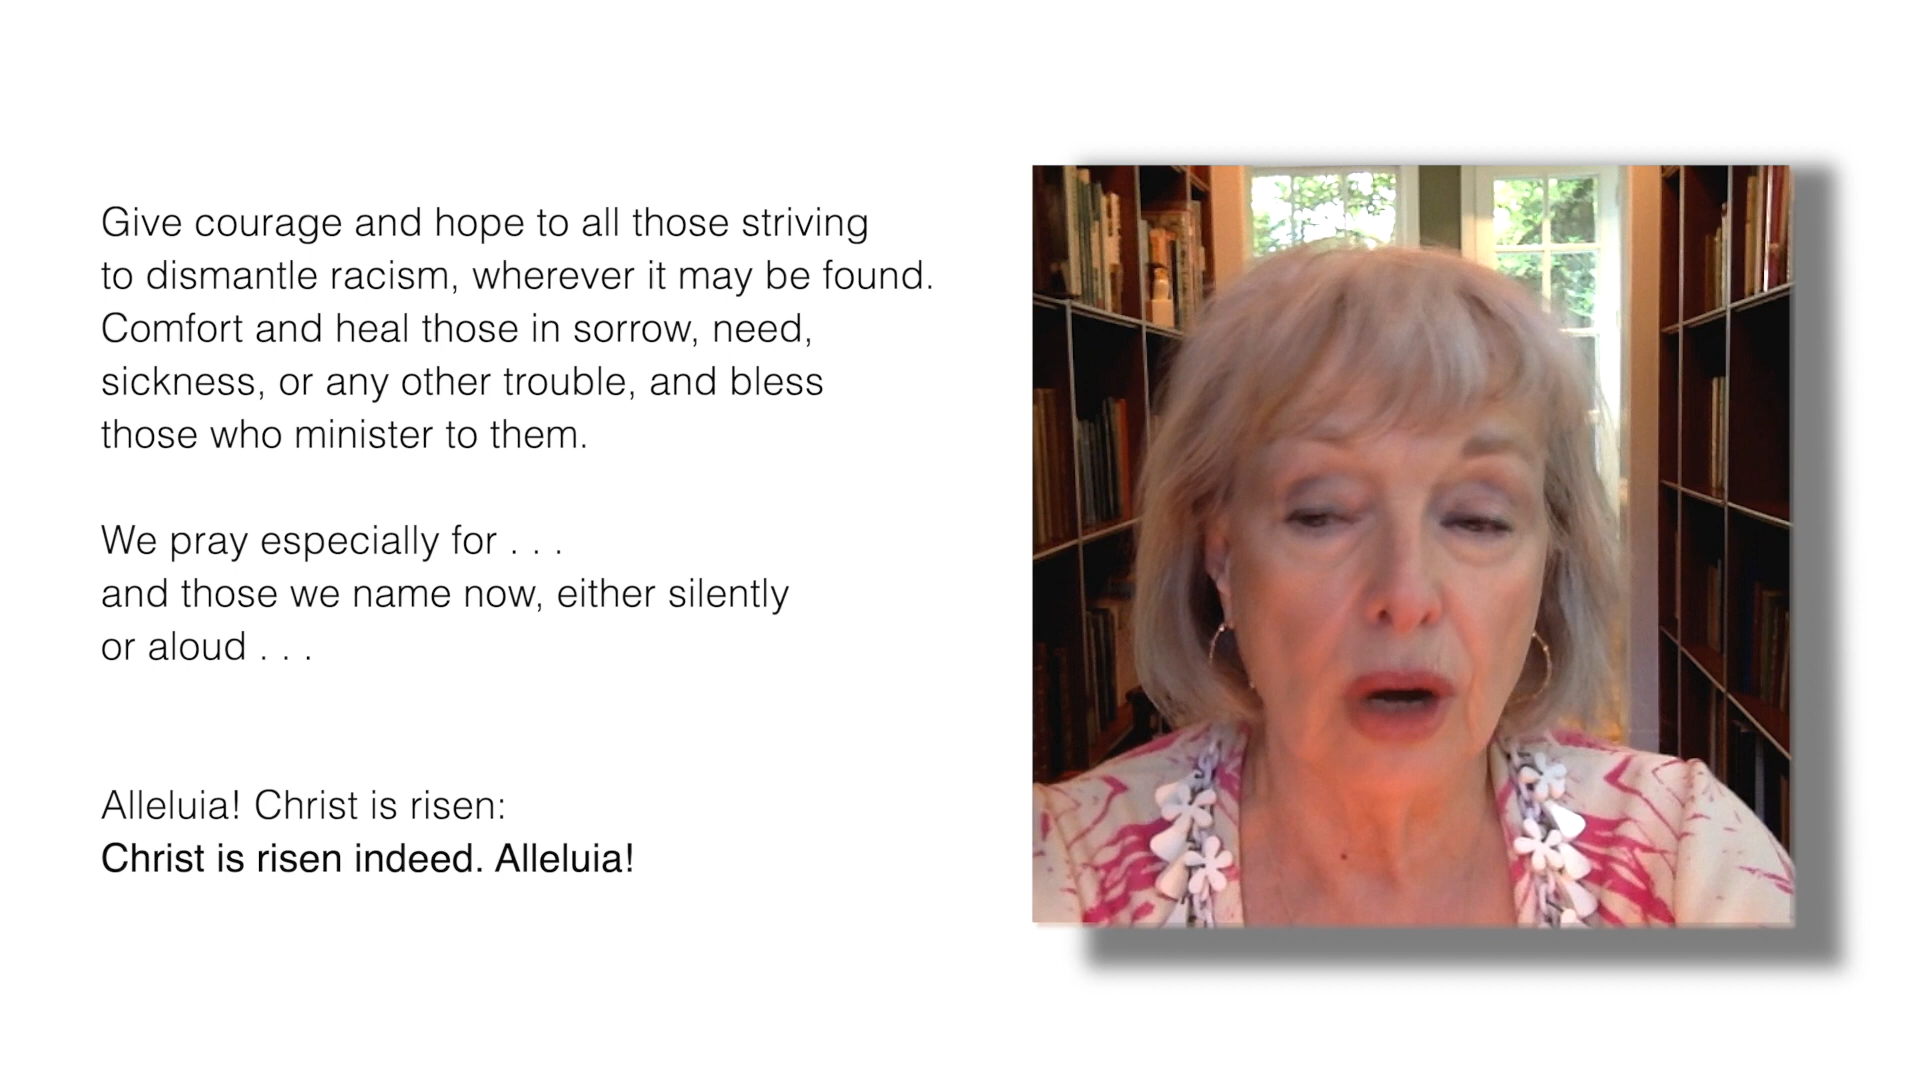 Give courage and hope to all those striving
to dismantle racism, wherever it may be found.
Comfort and heal those in sorrow, need,
sickness, or any other trouble, and bless
those who minister to them.
We pray especially for . . .
and those we name now, either silently
or aloud . . .
Alleluia! Christ is risen:
Christ is risen indeed. Alleluia!